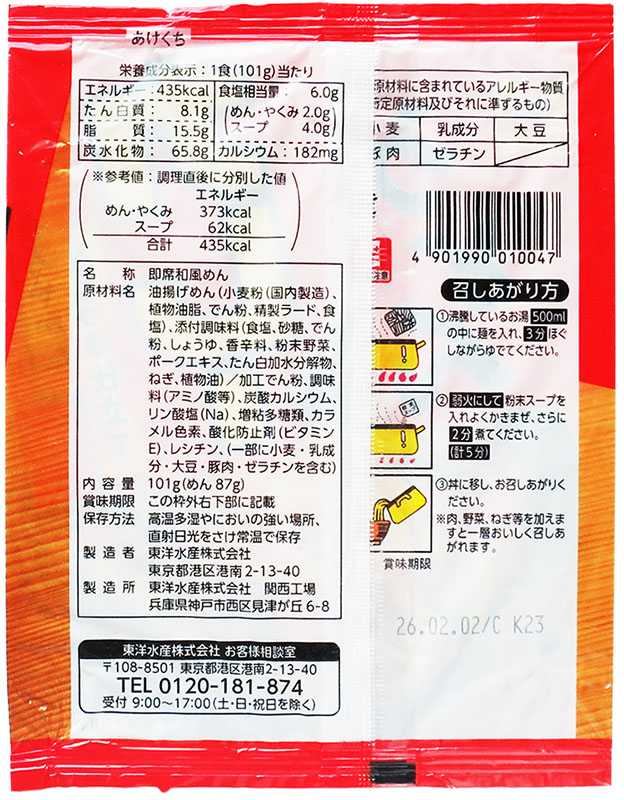 あけくち
栄養成分表示：1食(101g)当たり
エネルギー：435kcal 食塩相当量： 6.0g
たん白質： 8.1g (めん・やくみ 2.0g)
脂質： 15.5g スープ 4.0g
炭水化物： 65.8g カルシウム：182mg
※参考値：調理直後に分別した値
エネルギー
めん・やくみ 373kcal
スープ 62kcal
合計 435kcal
名称 即席和風めん
原材料名 油揚げめん(小麦粉(国内製造)、
植物油脂、でん粉、精製ラード、食
塩)、添付調味料(食塩、砂糖、でん
粉、しょうゆ、香辛料、粉末野菜、
ポークエキス、たん白加水分解物、
ねぎ、植物油)／加工でん粉、調味
料(アミノ酸等)、炭酸カルシウム、
リン酸塩(Na)、増粘多糖類、カラ
メル色素、酸化防止剤(ビタミン
E)、レシチン、(一部に小麦・乳成
分・大豆・豚肉・ゼラチンを含む)
内容量 101g(めん 87g)
賞味期限 この枠外右下部に記載
保存方法 高温多湿やにおいの強い場所、
直射日光をさけ常温で保存
製造者 東洋水産株式会社
東京都港区港南2-13-40
製造所 東洋水産株式会社 関西工場
兵庫県神戸市西区見津が丘6-8
東洋水産株式会社 お客様相談室
〒108-8501 東京都港区港南2-13-40
TEL 0120-181-874
受付 9:00〜17:00(土・日・祝日を除く)
原材料に含まれているアレルギー物質
定原材料及びそれに準ずるもの)
小麦 乳成分 大豆
豚肉 ゼラチン
4 901990 010047
注意
召しあがり方
①沸騰しているお湯500ml
の中に麺を入れ、3分ほぐ
しながらゆでてください。
②弱火にして粉末スープを
入れよくかきまぜ、さらに
2分煮てください。
(計5分)
③丼に移し、お召しあがりく
ださい。
※肉、野菜、ねぎ等を加えま
すと一層おいしく召しあ
がれます。
賞味期限
26.02.02/C K23